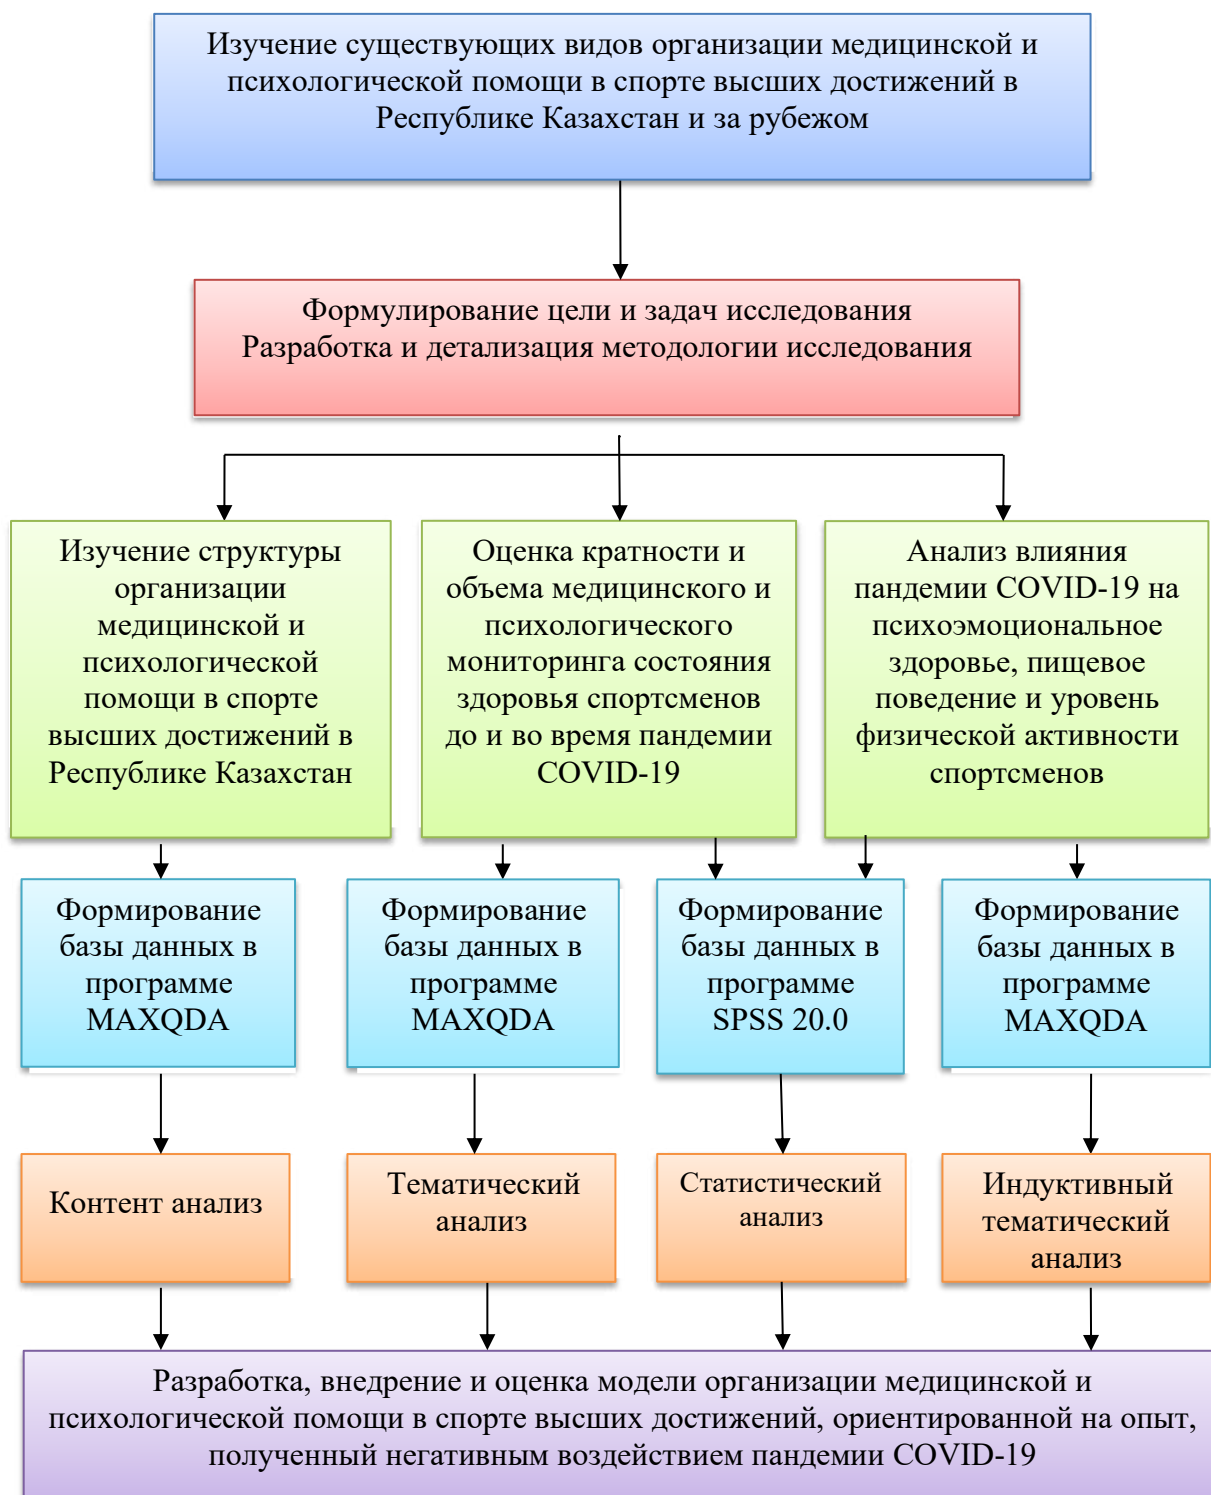 Изучение существующих видов организации медицинской и
психологической помощи в спорте высших достижений в
Республике Казахстан и за рубежом
Формулирование цели и задач исследования
Разработка и детализация методологии исследования
Изучение структуры
организации
медицинской и
психологической
помощи в спорте
высших достижений в
Республике Казахстан
Оценка кратности и
объема медицинского и
психологического
мониторинга состояния
здоровья спортсменов
до и во время пандемии
COVID-19
Анализ влияния
пандемии COVID-19 на
психоэмоциональное
здоровье, пищевое
поведение и уровень
физической активности
спортсменов
Формирование
базы данных в
программе
MAXQDA
Формирование
базы данных в
программе
MAXQDA
Формирование
базы данных в
программе
SPSS 20.0
Формирование
базы данных в
программе
MAXQDA
Контент анализ
Тематический
анализ
Статистический
анализ
Индуктивный
тематический
анализ
Разработка, внедрение и оценка модели организации медицинской и
психологической помощи в спорте высших достижений, ориентированной на опыт,
полученный негативным воздействием пандемии COVID-19